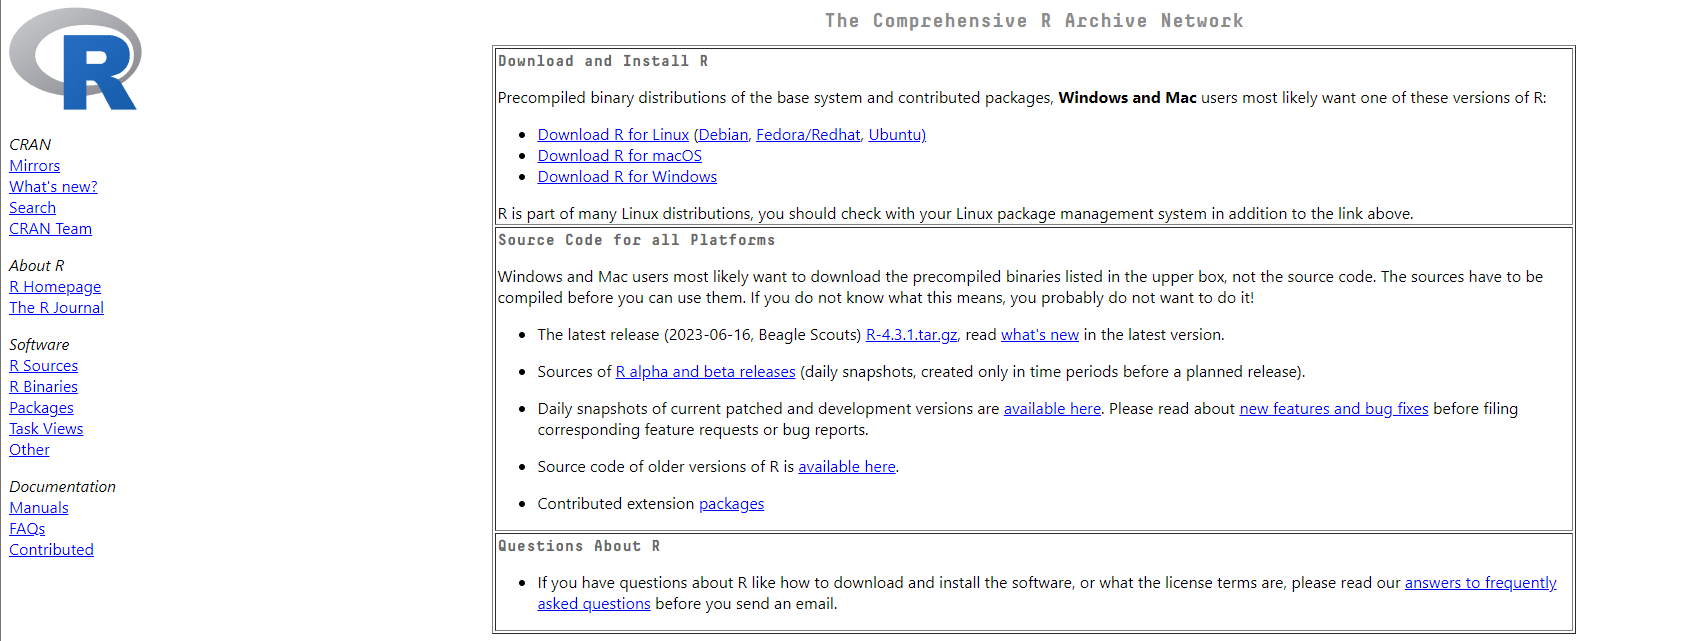 R
CRAN
Mirrors
What's new?
Search
CRAN Team
About R
R Homepage
The R Journal
Software
R Sources
R Binaries
Packages
Task Views
Other
Documentation
Manuals
FAQs
Contributed
The Comprehensive R Archive Network
Download and Install R
Precompiled binary distributions of the base system and contributed packages, Windows and Mac users most likely want one of these versions of R:
• Download R for Linux (Debian, Fedora/Redhat, Ubuntu)
• Download R for macOS
• Download R for Windows
R is part of many Linux distributions, you should check with your Linux package management system in addition to the link above.
Source Code for all Platforms
Windows and Mac users most likely want to download the precompiled binaries listed in the upper box, not the source code. The sources have to be
compiled before you can use them. If you do not know what this means, you probably do not want to do it!
• The latest release (2023-06-16, Beagle Scouts) R-4.3.1.tar.gz, read what's new in the latest version.
• Sources of R alpha and beta releases (daily snapshots, created only in time periods before a planned release).
• Daily snapshots of current patched and development versions are available here. Please read about new features and bug fixes before filing
corresponding feature requests or bug reports.
• Source code of older versions of R is available here.
• Contributed extension packages
Questions About R
• If you have questions about R like how to download and install the software, or what the license terms are, please read our answers to frequently
asked questions before you send an email.